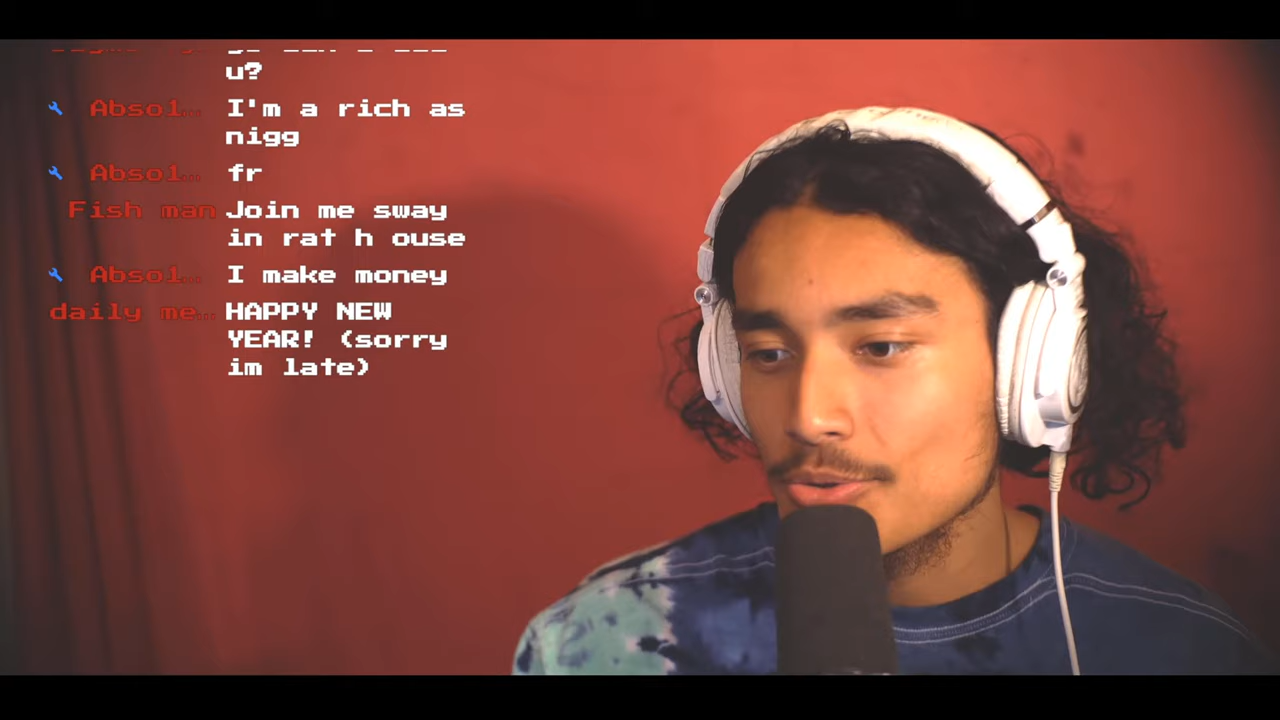 u?
Abso1… I'm a rich as
nigg
Abso1… fr
Fish man Join me sway
in rat h ouse
Abso1… I make money
daily me… HAPPY NEW
YEAR! (sorry
im late)